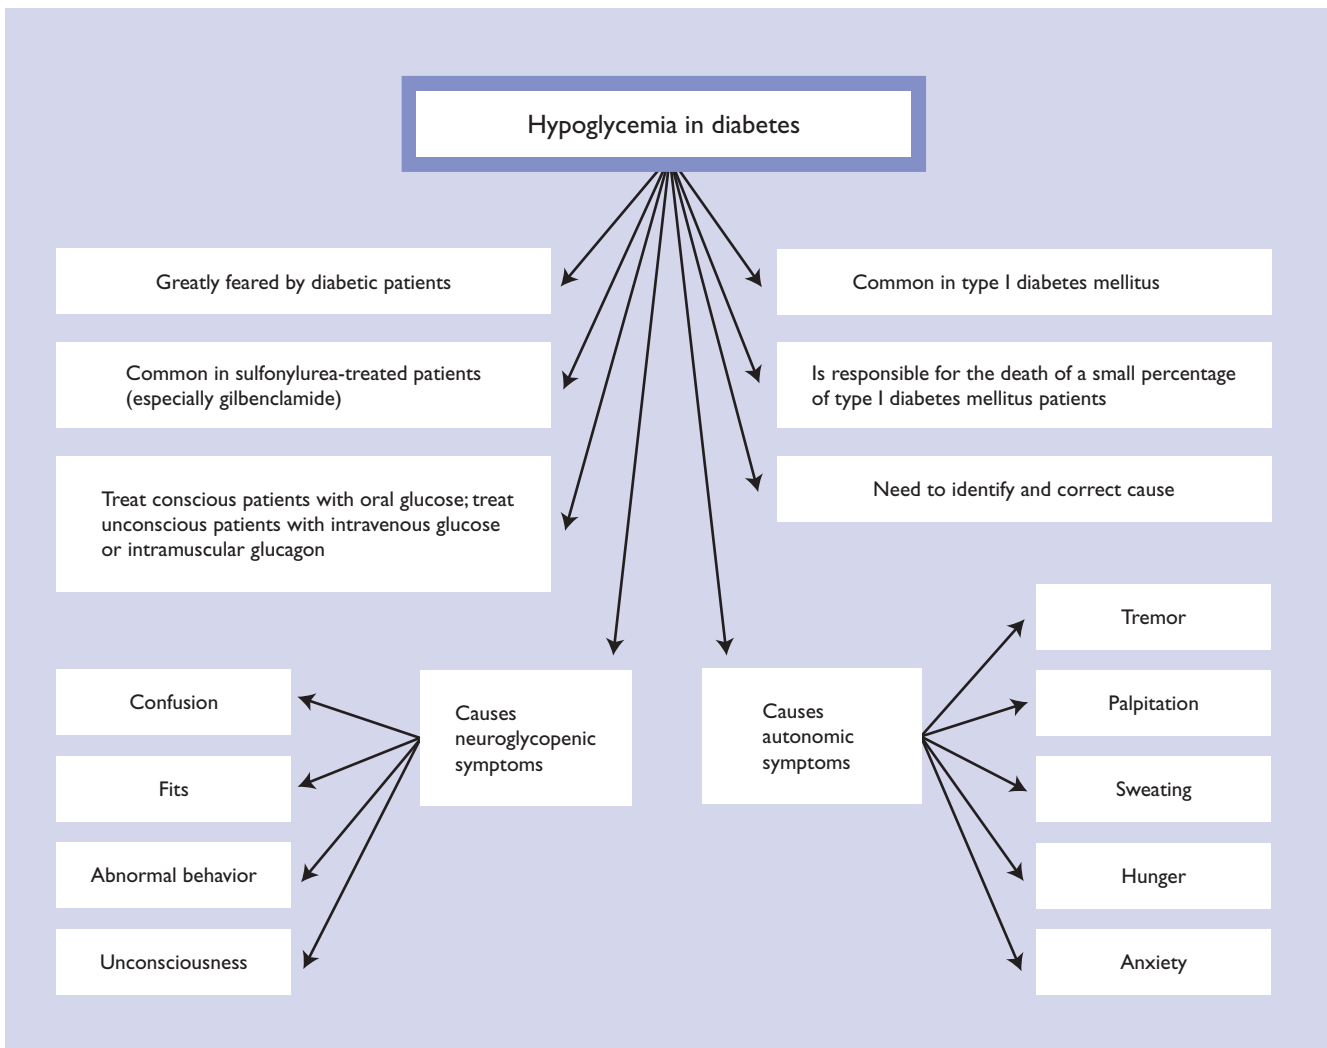 Hypoglycemia in diabetes
Greatly feared by diabetic patients
Common in type I diabetes mellitus
Common in sulfonylurea-treated patients
(especially gilbenclamide)
Is responsible for the death of a small percentage
of type I diabetes mellitus patients
Treat conscious patients with oral glucose; treat
unconscious patients with intravenous glucose
or intramuscular glucagon
Need to identify and correct cause
Causes
neuroglycopenic
symptoms
Confusion
Fits
Abnormal behavior
Unconsciousness
Causes
autonomic
symptoms
Tremor
Palpitation
Sweating
Hunger
Anxiety